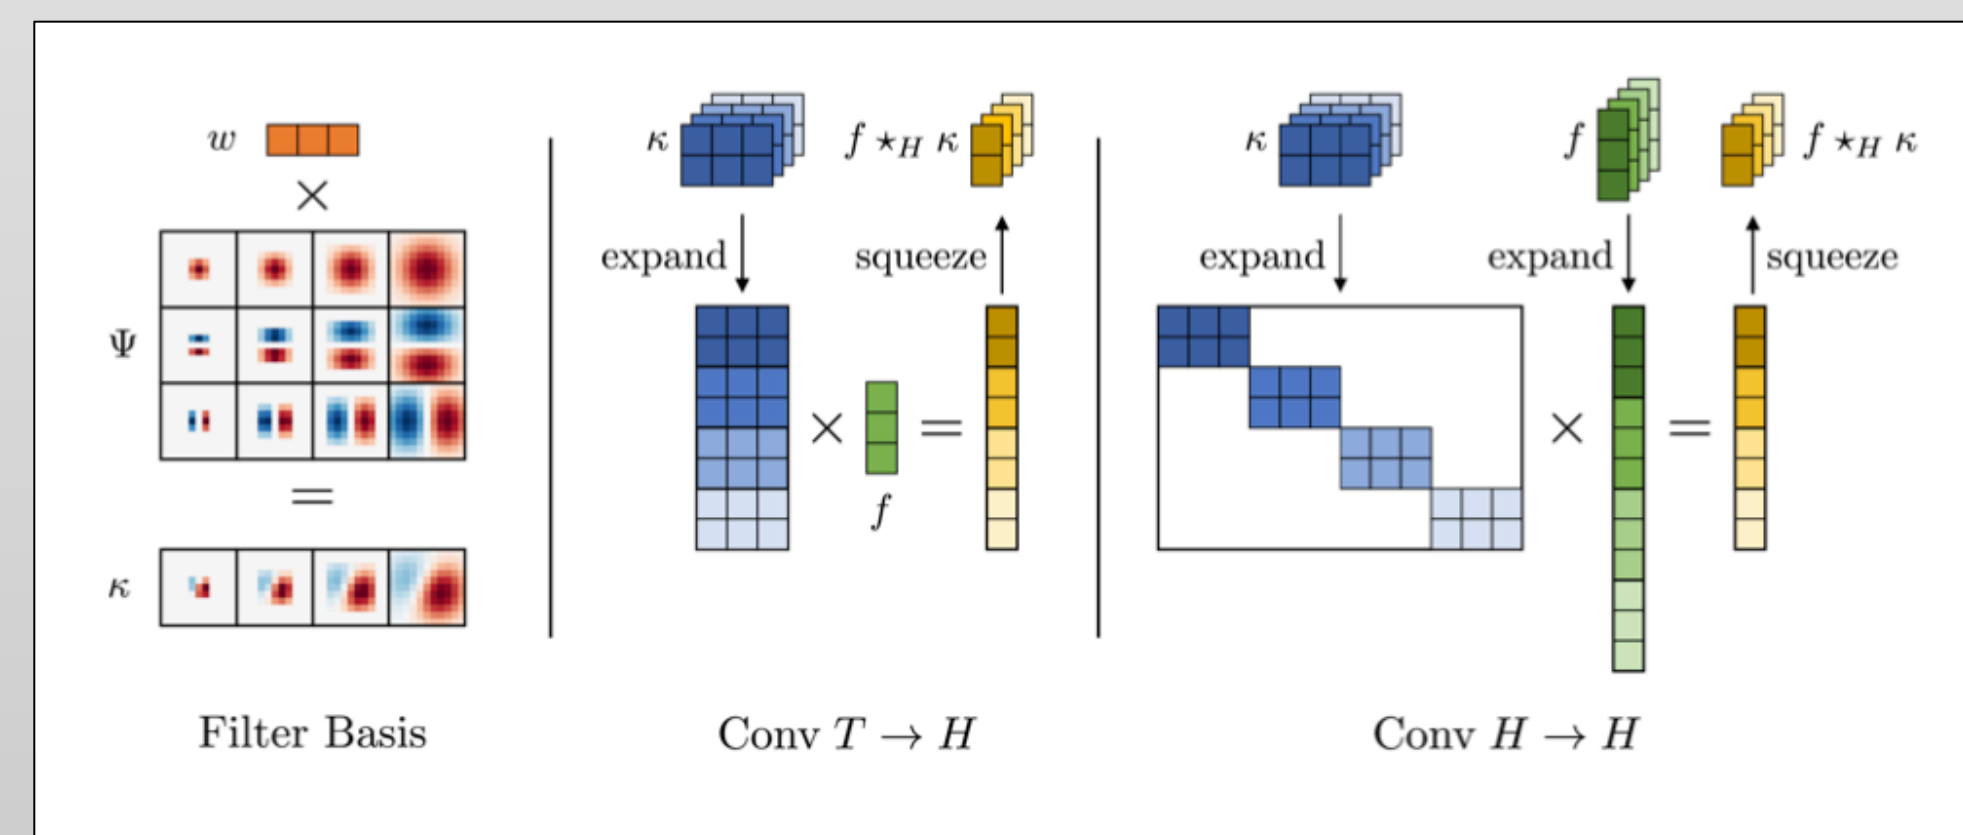 w
×
Ψ
=
κ
Filter Basis
κ
f ⋆H κ
expand
squeeze
×
=
f
Conv T → H
κ
f
f ⋆H κ
expand
expand
squeeze
×
=
Conv H → H